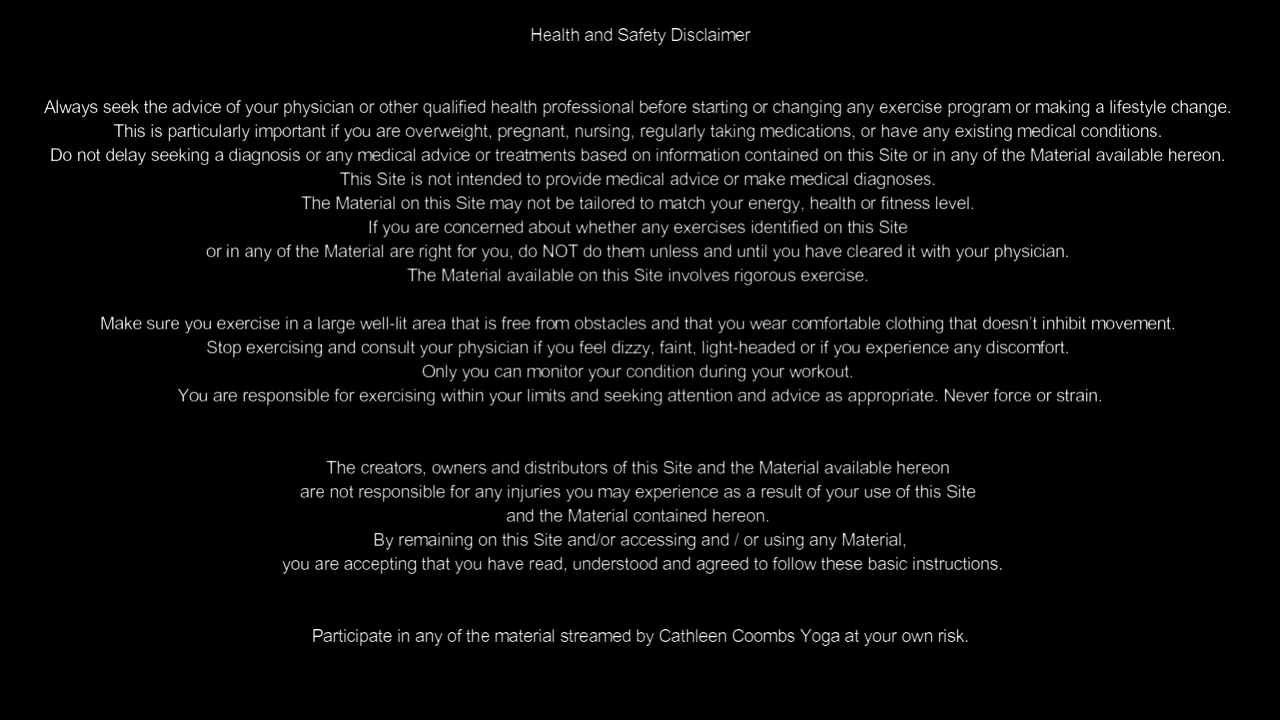 Health and Safety Disclaimer
Always seek the advice of your physician or other qualified health professional before starting or changing any exercise program or making a lifestyle change.
This is particularly important if you are overweight, pregnant, nursing, regularly taking medications, or have any existing medical conditions.
Do not delay seeking a diagnosis or any medical advice or treatments based on information contained on this Site or in any of the Material available hereon.
This Site is not intended to provide medical advice or make medical diagnoses.
The Material on this Site may not be tailored to match your energy, health or fitness level.
If you are concerned about whether any exercises identified on this Site
or in any of the Material are right for you, do NOT do them unless and until you have cleared it with your physician.
The Material available on this Site involves rigorous exercise.
Make sure you exercise in a large well-lit area that is free from obstacles and that you wear comfortable clothing that doesn't inhibit movement.
Stop exercising and consult your physician if you feel dizzy, faint, light-headed or if you experience any discomfort.
Only you can monitor your condition during your workout.
You are responsible for exercising within your limits and seeking attention and advice as appropriate. Never force or strain.
The creators, owners and distributors of this Site and the Material available hereon
are not responsible for any injuries you may experience as a result of your use of this Site
and the Material contained hereon.
By remaining on this Site and/or accessing and / or using any Material,
you are accepting that you have read, understood and agreed to follow these basic instructions.
Participate in any of the material streamed by Cathleen Coombs Yoga at your own risk.